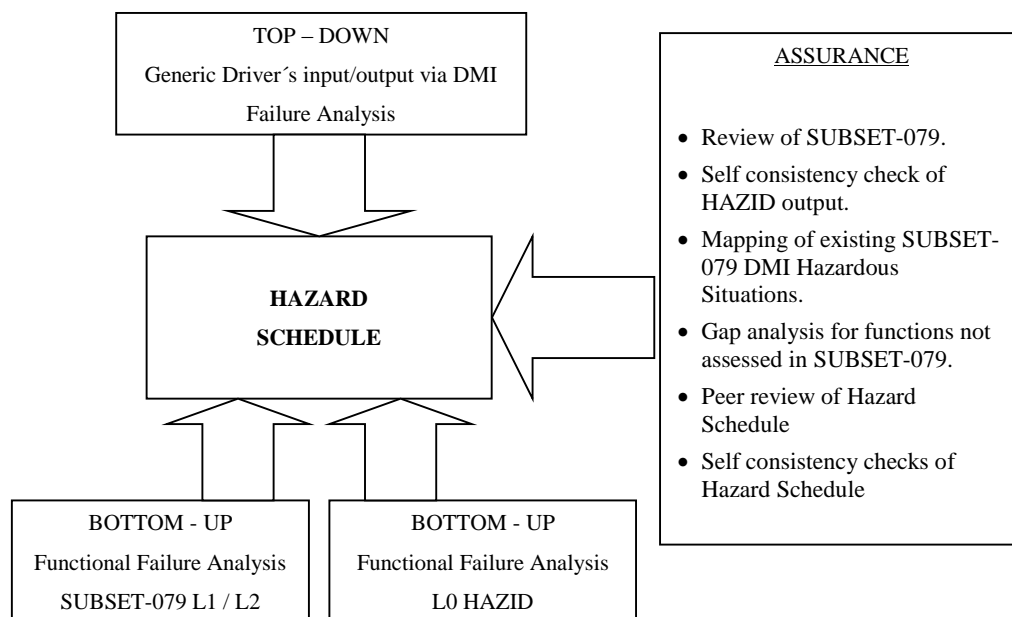 TOP – DOWN
Generic Driver´s input/output via DMI
Failure Analysis
HAZARD
SCHEDULE
BOTTOM - UP
Functional Failure Analysis
SUBSET-079 L1 / L2
BOTTOM - UP
Functional Failure Analysis
L0 HAZID
ASSURANCE
• Review of SUBSET-079.
• Self consistency check of
HAZID output.
• Mapping of existing SUBSET-
079 DMI Hazardous
Situations.
• Gap analysis for functions not
assessed in SUBSET-079.
• Peer review of Hazard
Schedule
• Self consistency checks of
Hazard Schedule